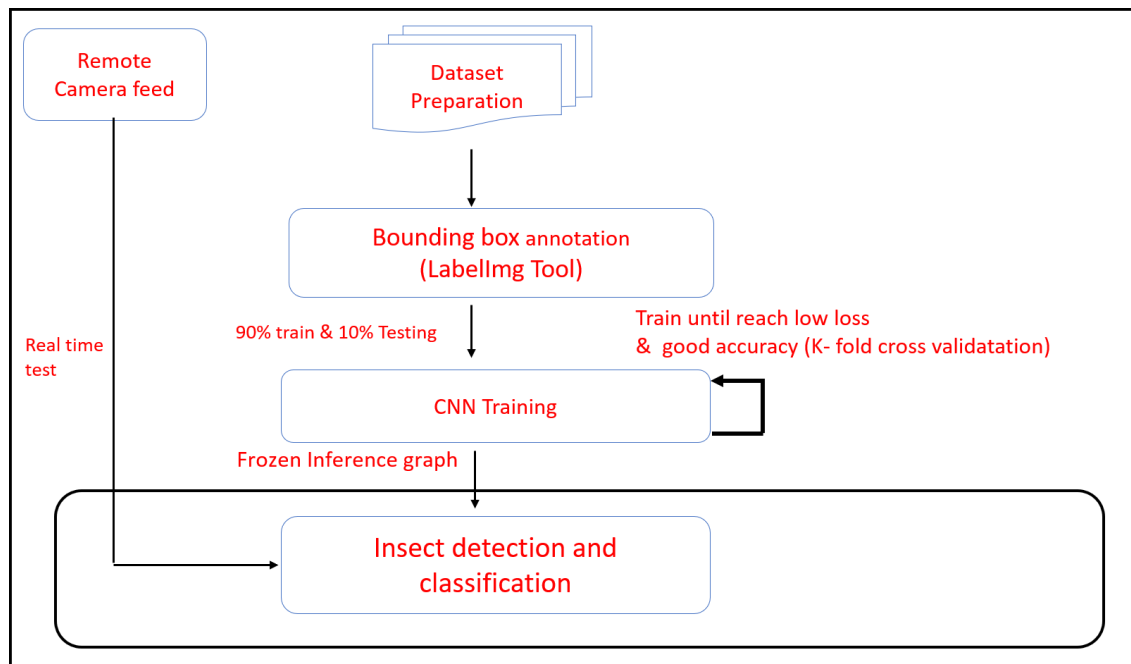 Remote
Camera feed
Dataset
Preparation
Bounding box annotation
(LabelImg Tool)
90% train & 10% Testing
Train until reach low loss
& good accuracy (K- fold cross validatation)
Real time
test
CNN Training
Frozen Inference graph
Insect detection and
classification